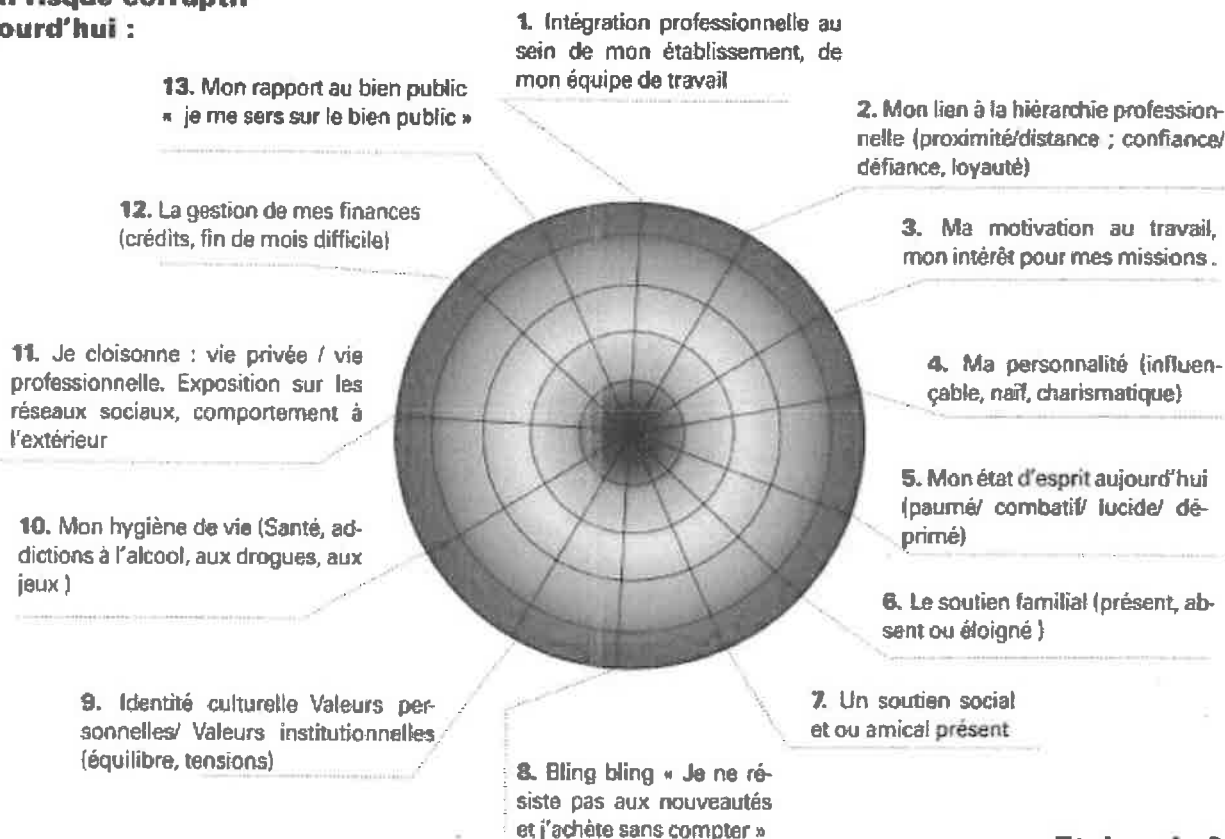 ourd'hui :
1. Intégration professionnelle au
sein de mon établissement, de
mon équipe de travail
2. Mon lien à la hiérarchie profession-
nelle (proximité/distance ; confiance/
défiance, loyauté)
3. Ma motivation au travail,
mon intérêt pour mes missions.
4. Ma personnalité (influen-
çable, naïf, charismatique)
5. Mon état d'esprit aujourd'hui
(paumé/ combatif/ lucide/ dé-
primé)
6. Le soutien familial (présent, ab-
sent ou éloigné )
7. Un soutien social
et ou amical présent
8. Bling bling « Je ne ré-
siste pas aux nouveautés
et j'achète sans compter »
9. Identité culturelle Valeurs per-
sonnelles/ Valeurs institutionnelles
(équilibre, tensions)
10. Mon hygiène de vie (Santé, ad-
dictions à l'alcool, aux drogues, aux
jeux )
11. Je cloisonne : vie privée / vie
professionnelle. Exposition sur les
réseaux sociaux, comportement à
l'extérieur
12. La gestion de mes finances
(crédits, fin de mois difficile)
13. Mon rapport au bien public
« je me sers sur le bien public »